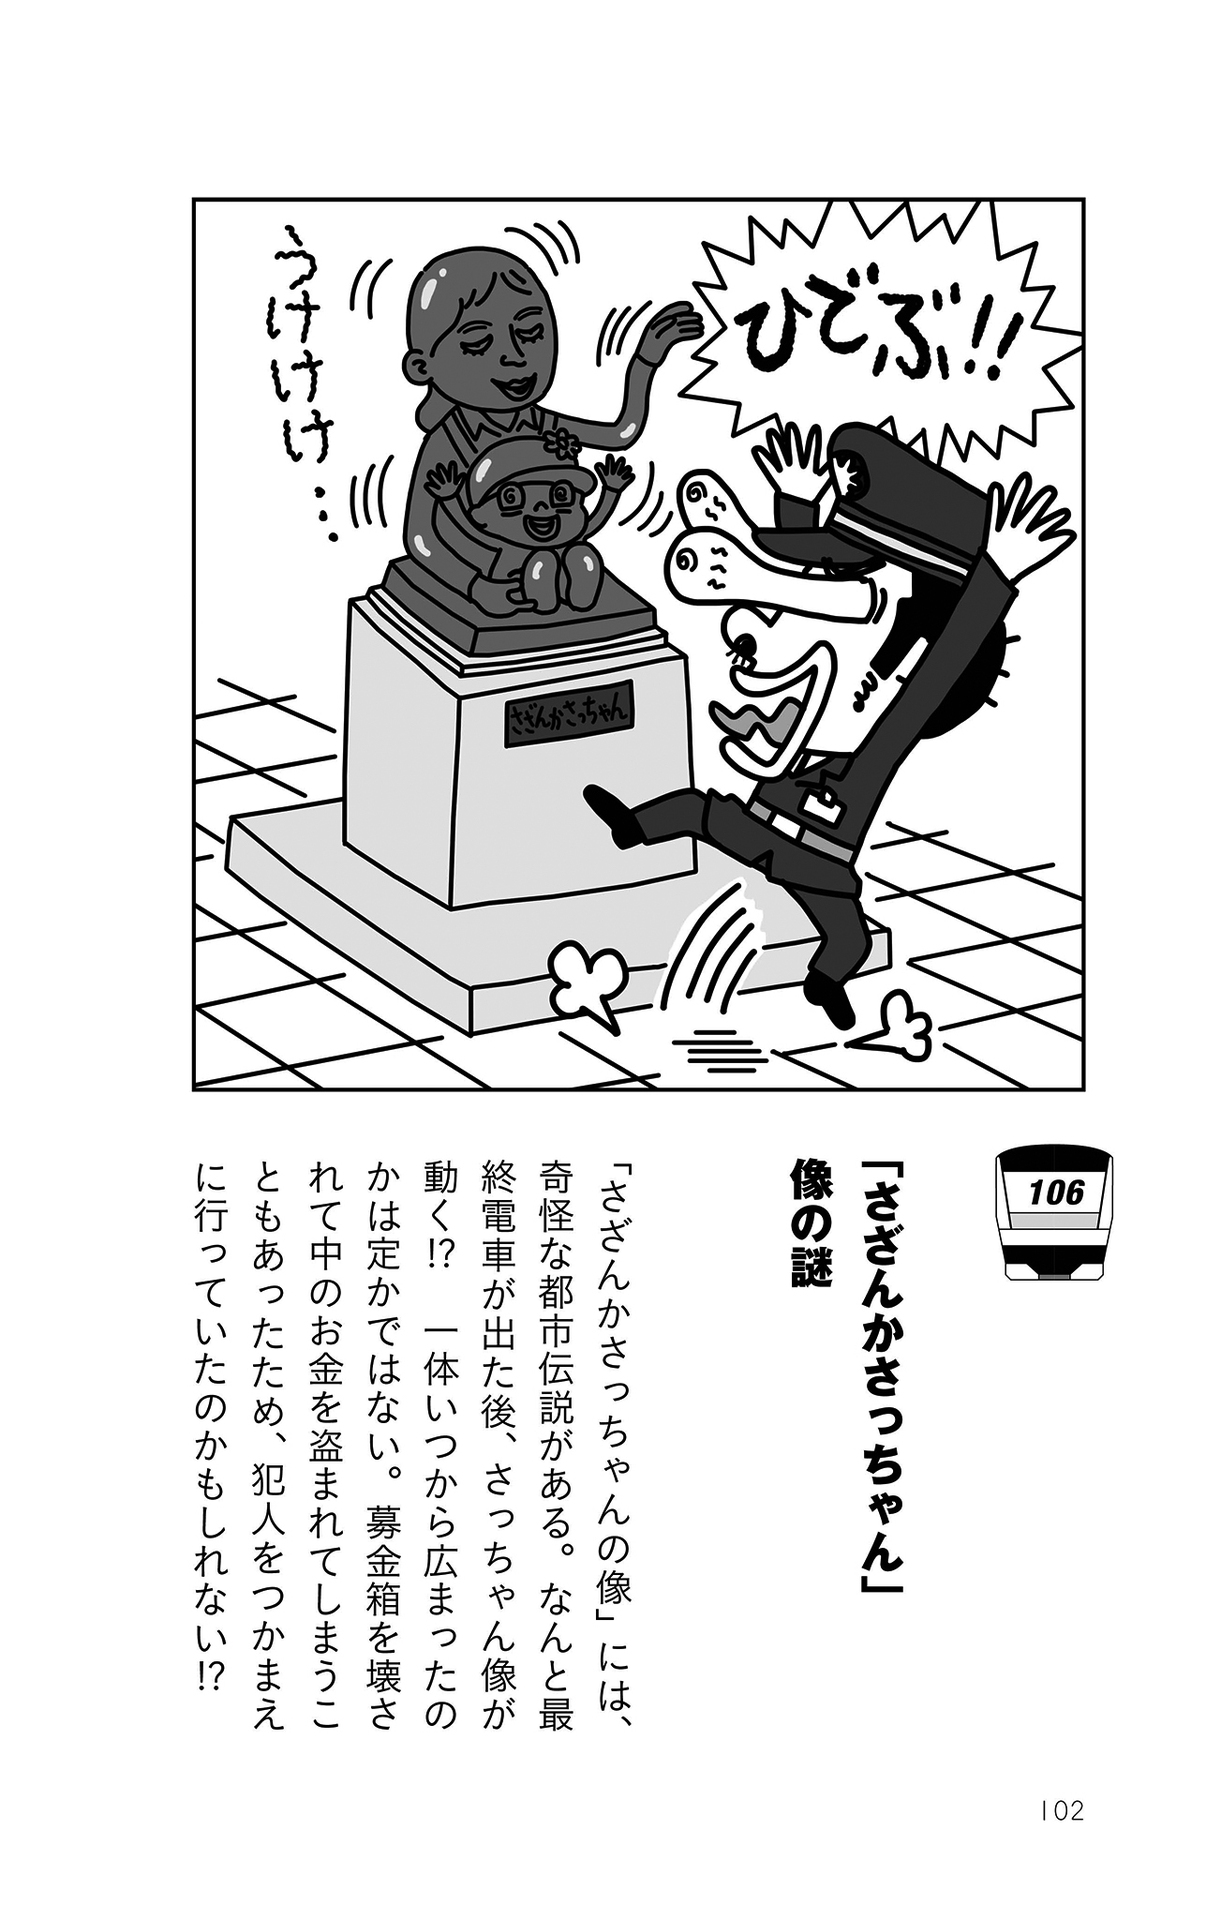 ひでぶ!!
うけけけ…
さざんかさっちゃん
106
「さざんかさっちゃん」
像の謎
「さざんかさっちゃんの像」には、
奇怪な都市伝説がある。なんと最
終電車が出た後、さっちゃん像が
動く!?　一体いつから広まったの
かは定かではない。募金箱を壊さ
れて中のお金を盗まれてしまうこ
ともあったため、犯人をつかまえ
に行っていたのかもしれない!?
102